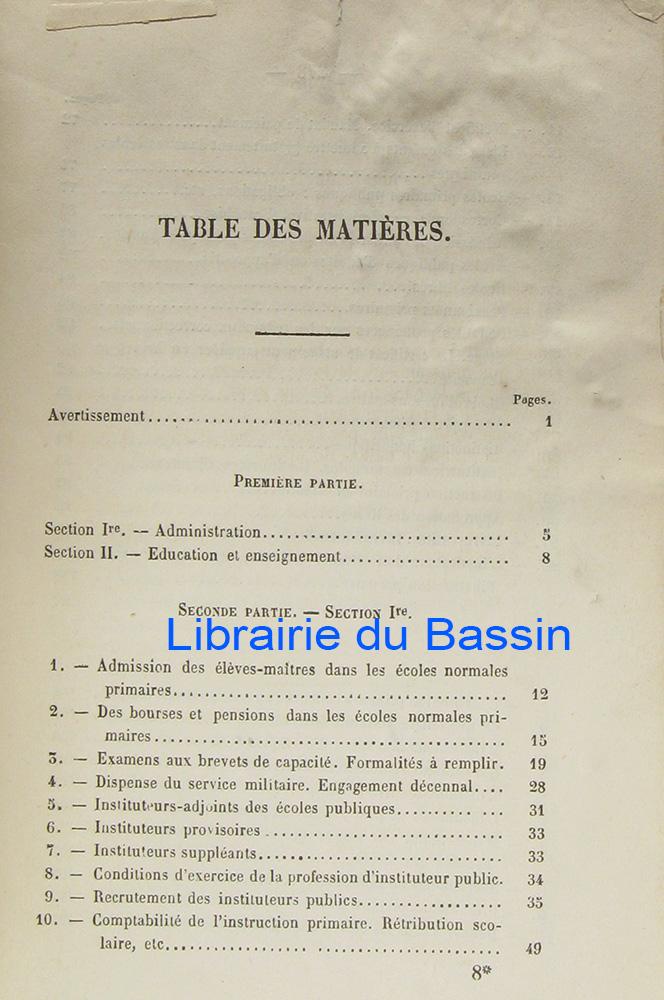 TABLE DES MATIÈRES.
Pages.
Avertissement........................................ 1
PREMIÈRE PARTIE.
Section Ire. — Administration............................... 5
Section II. — Education et enseignement..................... 8
SECONDE PARTIE. — SECTION Ire.
Librairie du Bassin
1. — Admission des élèves-maîtres dans les écoles normales
primaires........................................ 12
2. — Des bourses et pensions dans les écoles normales pri-
maires.......................................... 15
3. — Examens aux brevets de capacité. Formalités à remplir. 19
4. — Dispense du service militaire. Engagement décennal.... 28
5. — Instituteurs-adjoints des écoles publiques.......... ... 31
6. — Instituteurs provisoires ............................. 33
7. — Instituteurs suppléants.............................. 33
8. — Conditions d'exercice de la profession d'instituteur public. 34
9. — Recrutement des instituteurs publics.................. 35
10. — Comptabilité de l'instruction primaire. Rétribution sco-
laire, etc.................. ....................... 49
8*